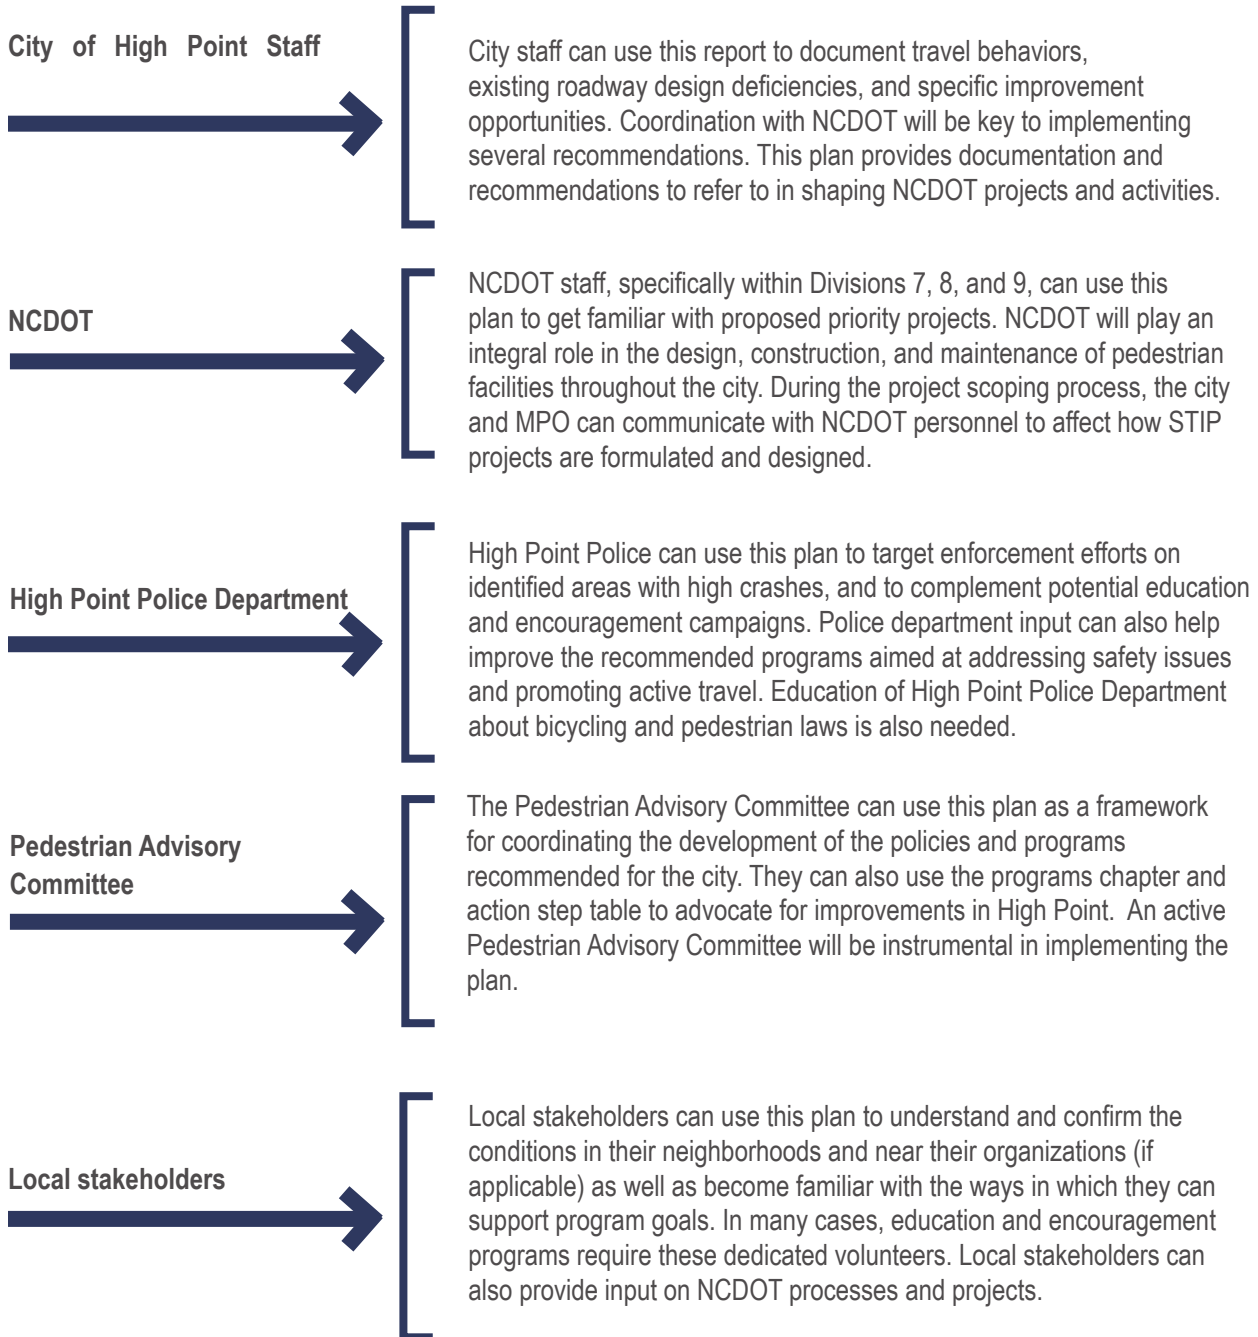 City of High Point Staff
City staff can use this report to document travel behaviors,
existing roadway design deficiencies, and specific improvement
opportunities. Coordination with NCDOT will be key to implementing
several recommendations. This plan provides documentation and
recommendations to refer to in shaping NCDOT projects and activities.
NCDOT
NCDOT staff, specifically within Divisions 7, 8, and 9, can use this
plan to get familiar with proposed priority projects. NCDOT will play an
integral role in the design, construction, and maintenance of pedestrian
facilities throughout the city. During the project scoping process, the city
and MPO can communicate with NCDOT personnel to affect how STIP
projects are formulated and designed.
High Point Police Department
High Point Police can use this plan to target enforcement efforts on
identified areas with high crashes, and to complement potential education
and encouragement campaigns. Police department input can also help
improve the recommended programs aimed at addressing safety issues
and promoting active travel. Education of High Point Police Department
about bicycling and pedestrian laws is also needed.
Pedestrian Advisory
Committee
The Pedestrian Advisory Committee can use this plan as a framework
for coordinating the development of the policies and programs
recommended for the city. They can also use the programs chapter and
action step table to advocate for improvements in High Point.  An active
Pedestrian Advisory Committee will be instrumental in implementing the
plan.
Local stakeholders
Local stakeholders can use this plan to understand and confirm the
conditions in their neighborhoods and near their organizations (if
applicable) as well as become familiar with the ways in which they can
support program goals. In many cases, education and encouragement
programs require these dedicated volunteers. Local stakeholders can
also provide input on NCDOT processes and projects.